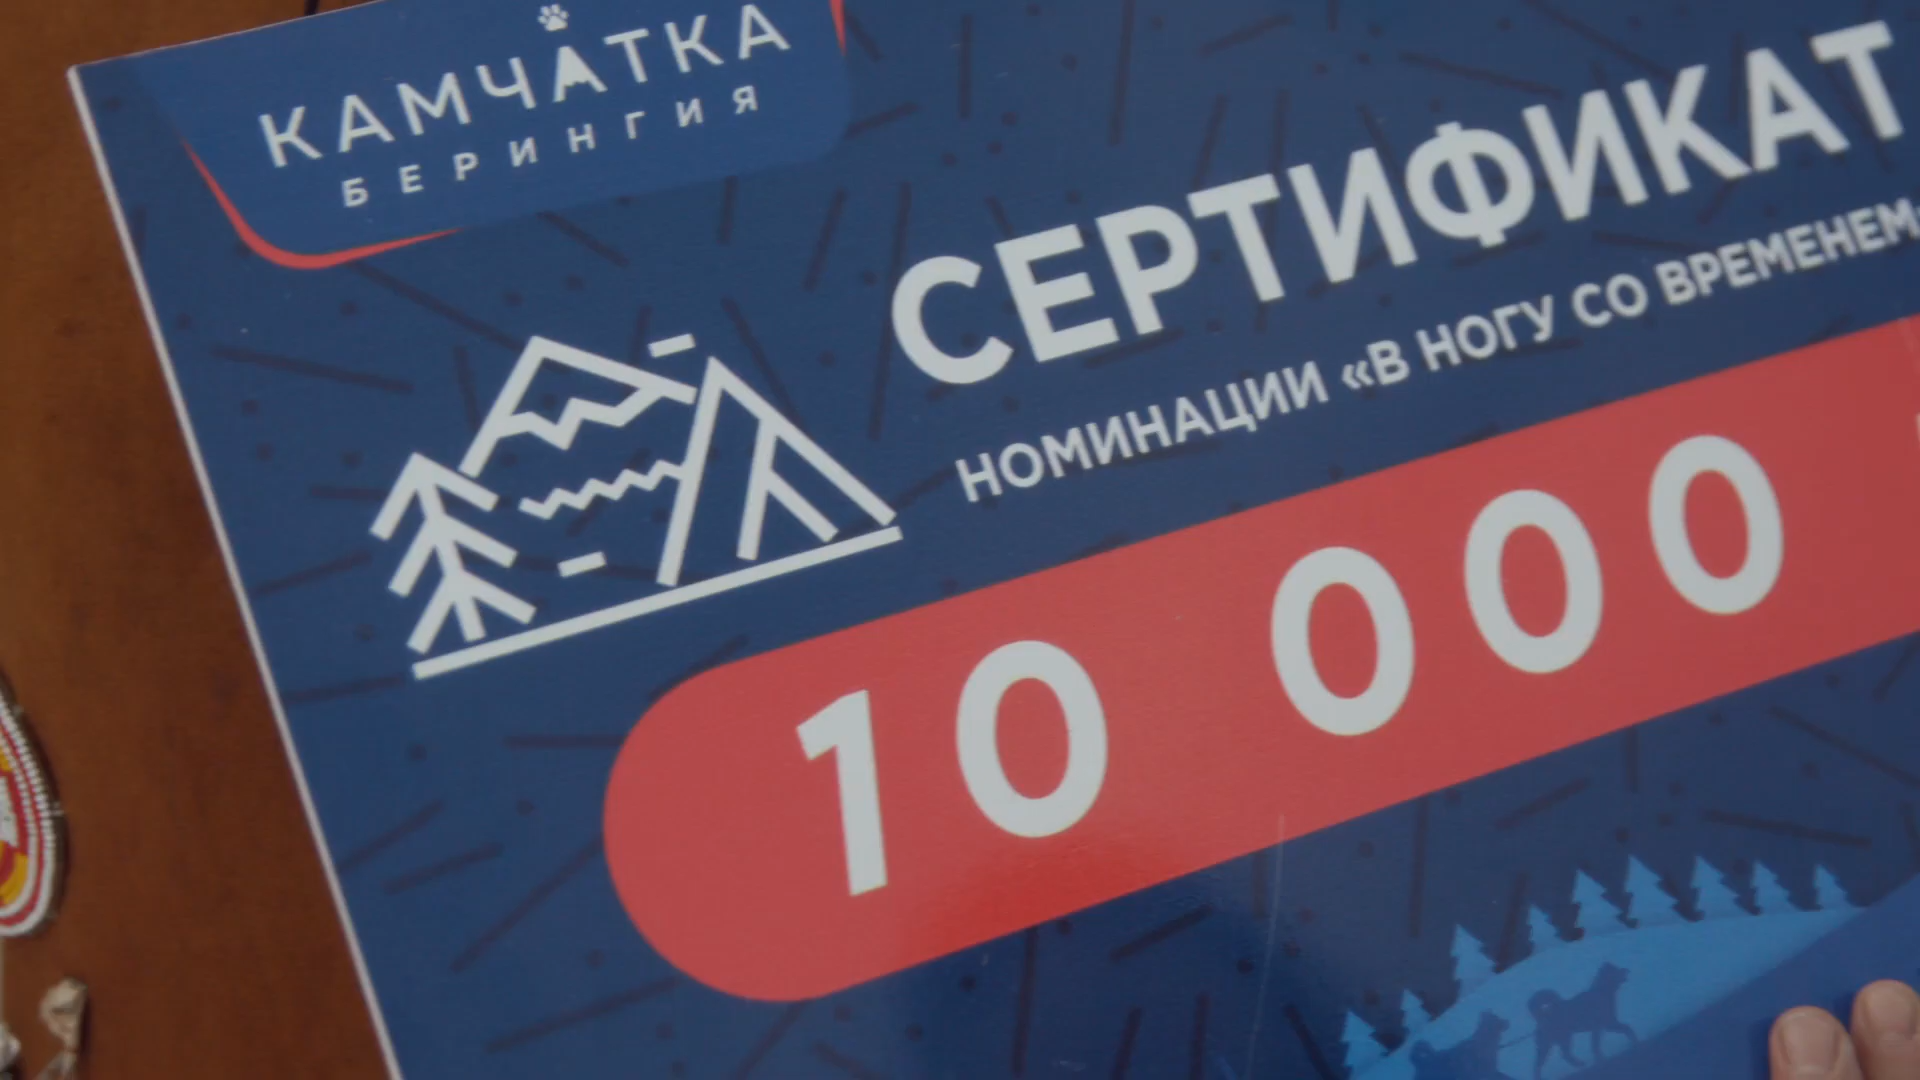 КАМЧАТКА
БЕРИНГИЯ
СЕРТИФИКАТ
НОМИНАЦИИ «В НОГУ СО ВРЕМЕНЕМ
10 000